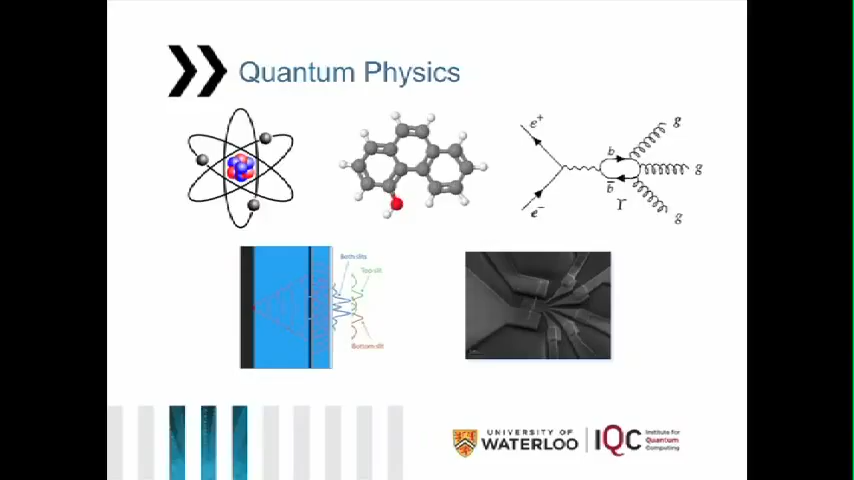 Quantum Physics
e+
e-
b
b̅
ϒ
g
g
g
Both slits
Top slit
Bottom slit
UNIVERSITY OF
WATERLOO
IQC
Institute for
Quantum
Computing